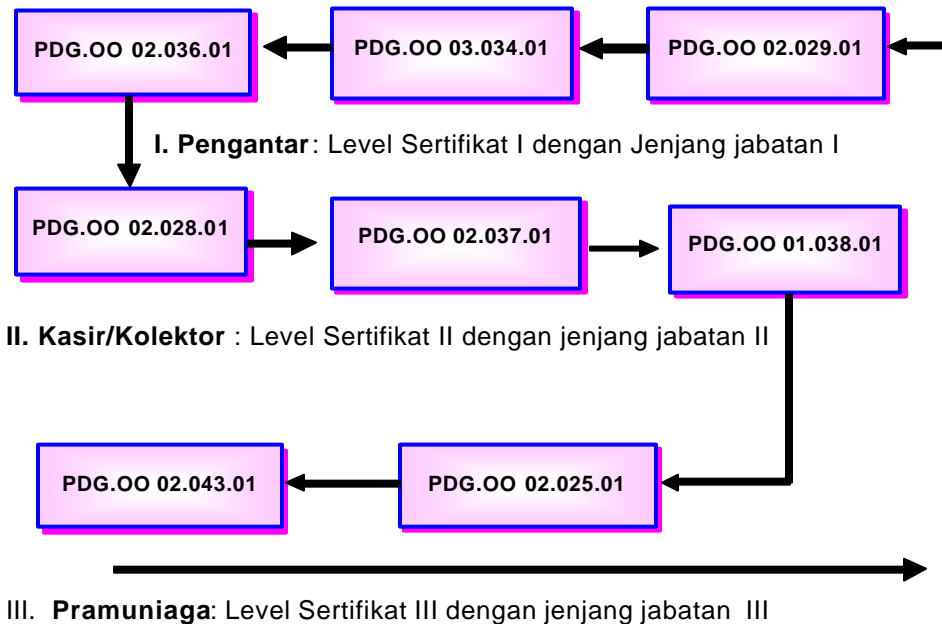 PDG.OO 02.036.01 PDG.OO 03.034.01 PDG.OO 02.029.01
I. Pengantar: Level Sertifikat I dengan Jenjang jabatan I
PDG.OO 02.028.01 PDG.OO 02.037.01 PDG.OO 01.038.01
II. Kasir/Kolektor : Level Sertifikat II dengan jenjang jabatan II
PDG.OO 02.043.01 PDG.OO 02.025.01
III. Pramuniaga: Level Sertifikat III dengan jenjang jabatan III